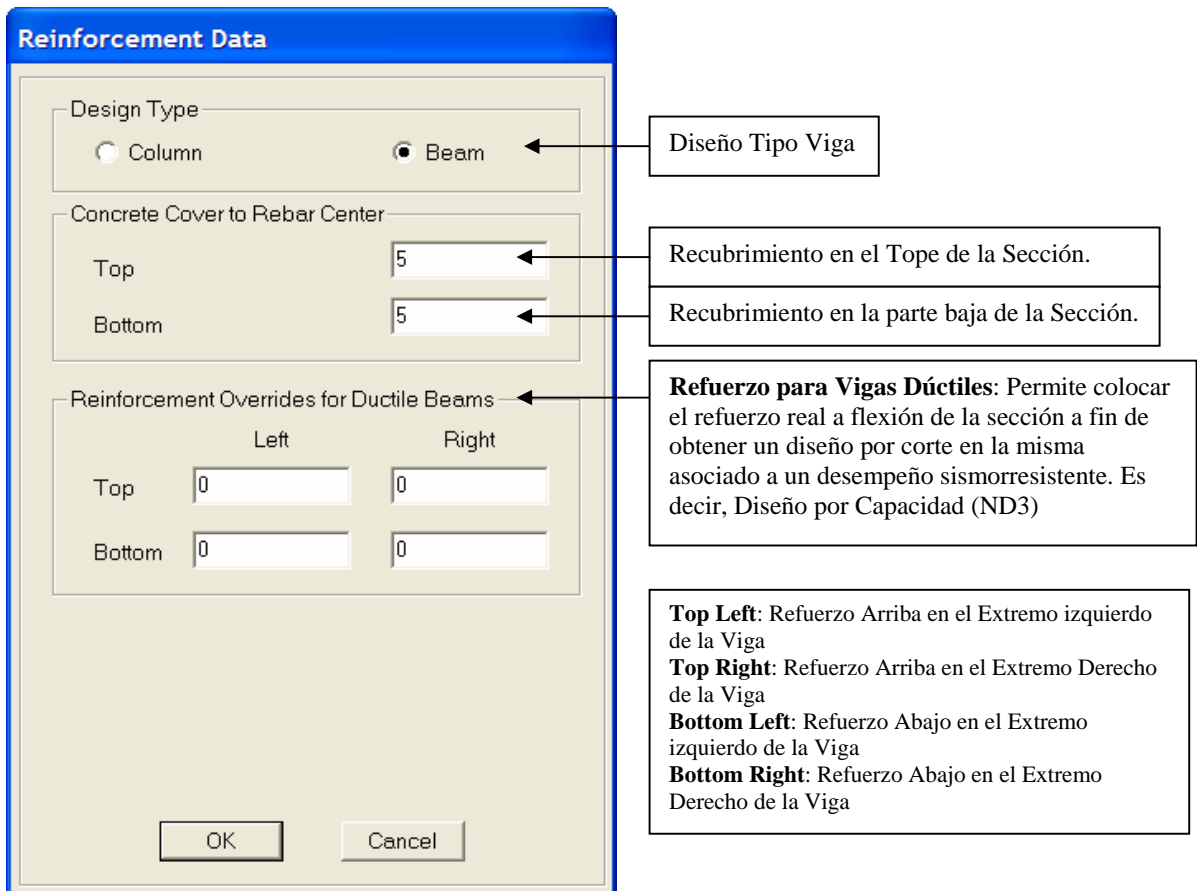 Reinforcement Data
Design Type
Column
Beam
Diseño Tipo Viga
Concrete Cover to Rebar Center
Top
5
Recubrimiento en el Tope de la Sección.
Bottom
5
Recubrimiento en la parte baja de la Sección.
Reinforcement Overrides for Ductile Beams
Left
Right
Top
0
0
Bottom
0
0
Refuerzo para Vigas Dúctiles: Permite colocar
el refuerzo real a flexión de la sección a fin de
obtener un diseño por corte en la misma
asociado a un desempeño sismorresistente. Es
decir, Diseño por Capacidad (ND3)
Top Left: Refuerzo Arriba en el Extremo izquierdo
de la Viga
Top Right: Refuerzo Arriba en el Extremo Derecho
de la Viga
Bottom Left: Refuerzo Abajo en el Extremo
izquierdo de la Viga
Bottom Right: Refuerzo Abajo en el Extremo
Derecho de la Viga
OK
Cancel